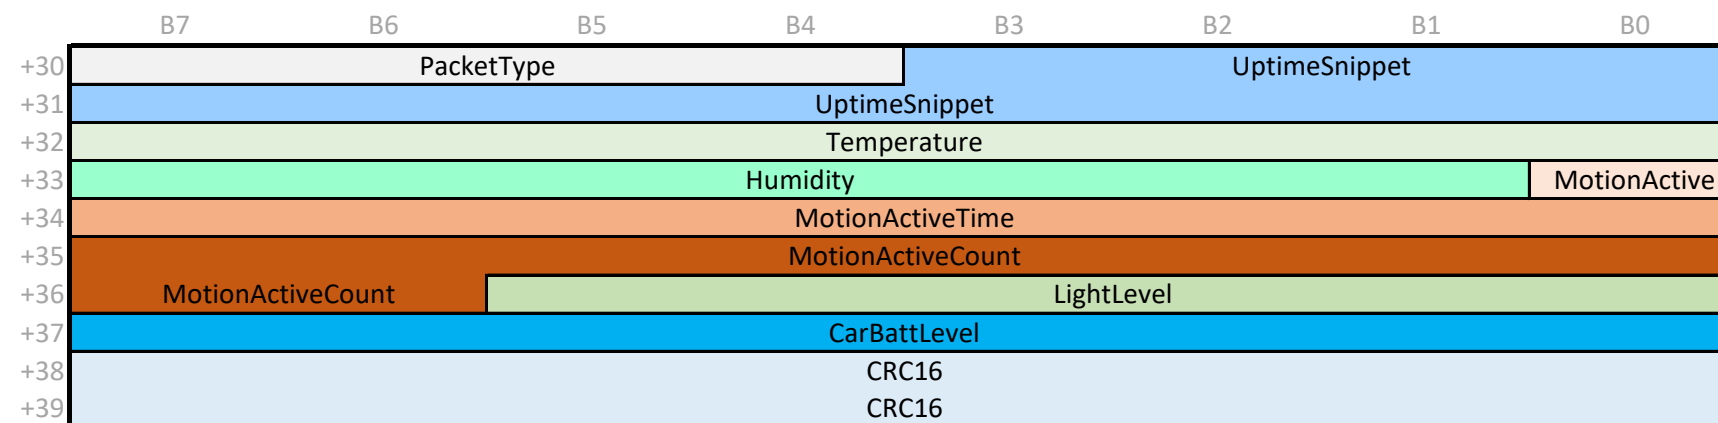 B7 B6 B5 B4 B3 B2 B1 B0
+30 PacketType UptimeSnippet
+31 UptimeSnippet
+32 Temperature
+33 Humidity MotionActive
+34 MotionActiveTime
+35 MotionActiveCount
+36 MotionActiveCount LightLevel
+37 CarBattLevel
+38 CRC16
+39 CRC16